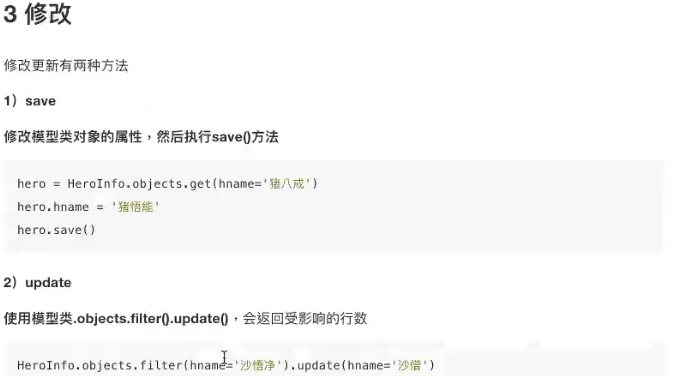 3 修改
修改更新有两种方法
1）save
修改模型类对象的属性，然后执行save()方法
hero = HeroInfo.objects.get(hname='猪八戒')
hero.hname = '猪悟能'
hero.save()
2）update
使用模型类.objects.filter().update()，会返回受影响的行数
HeroInfo.objects.filter(hname='沙悟净').update(hname='沙僧')